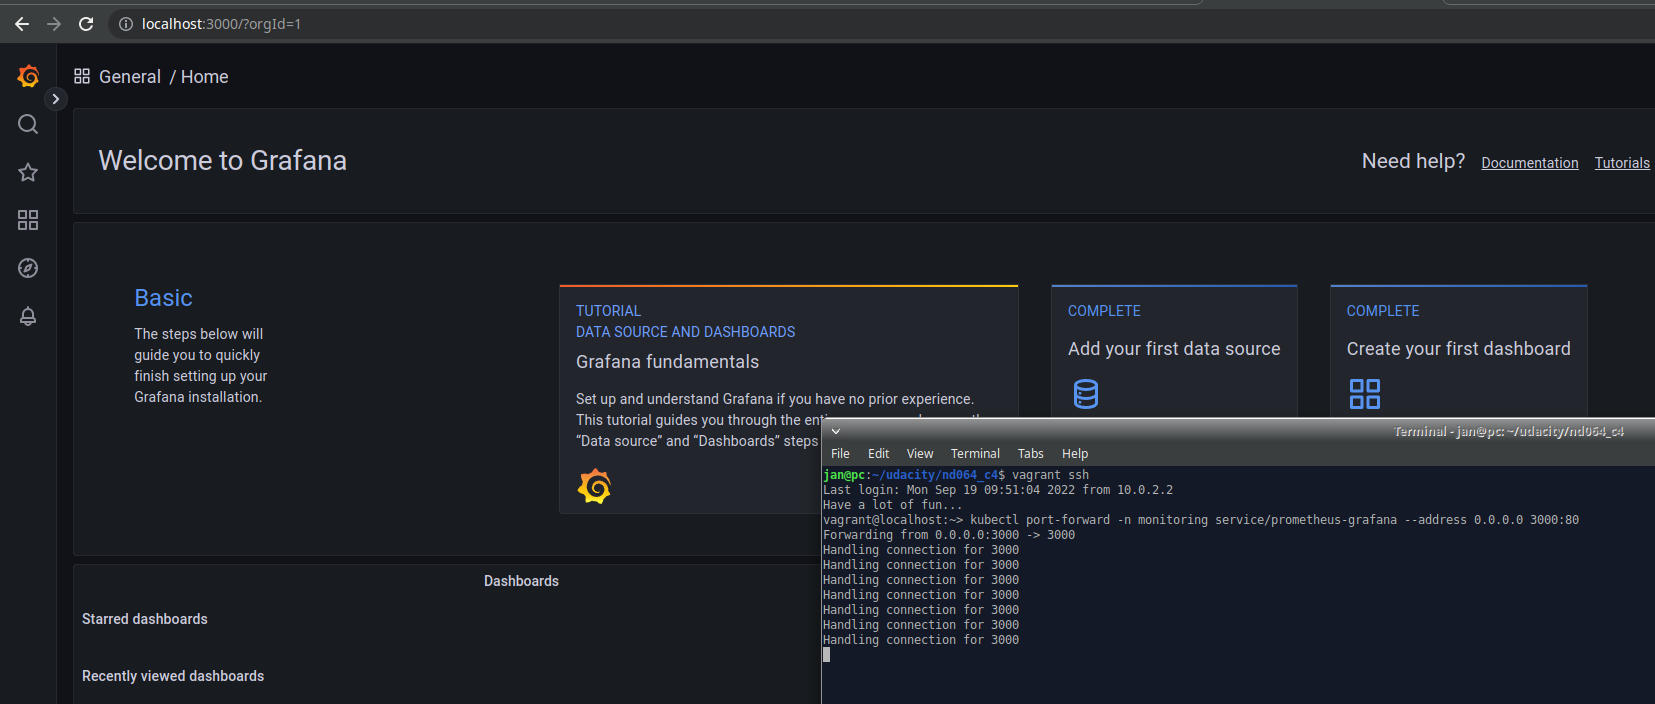 localhost:3000/?orgId=1
General / Home
Welcome to Grafana
Need help? Documentation Tutorials
Basic
The steps below will
guide you to quickly
finish setting up your
Grafana installation.
TUTORIAL
DATA SOURCE AND DASHBOARDS
Grafana fundamentals
Set up and understand Grafana if you have no prior experience.
This tutorial guides you through the
“Data source” and “Dashboards” steps
COMPLETE
Add your first data source
COMPLETE
Create your first dashboard
Dashboards
Starred dashboards
Recently viewed dashboards
Terminal - jan@pc: ~/udacity/nd064_c4
File Edit View Terminal Tabs Help
jan@pc:~/udacity/nd064_c4$ vagrant ssh
Last login: Mon Sep 19 09:51:04 2022 from 10.0.2.2
Have a lot of fun...
vagrant@localhost:~> kubectl port-forward -n monitoring service/prometheus-grafana --address 0.0.0.0 3000:80
Forwarding from 0.0.0.0:3000 -> 3000
Handling connection for 3000
Handling connection for 3000
Handling connection for 3000
Handling connection for 3000
Handling connection for 3000
Handling connection for 3000
Handling connection for 3000